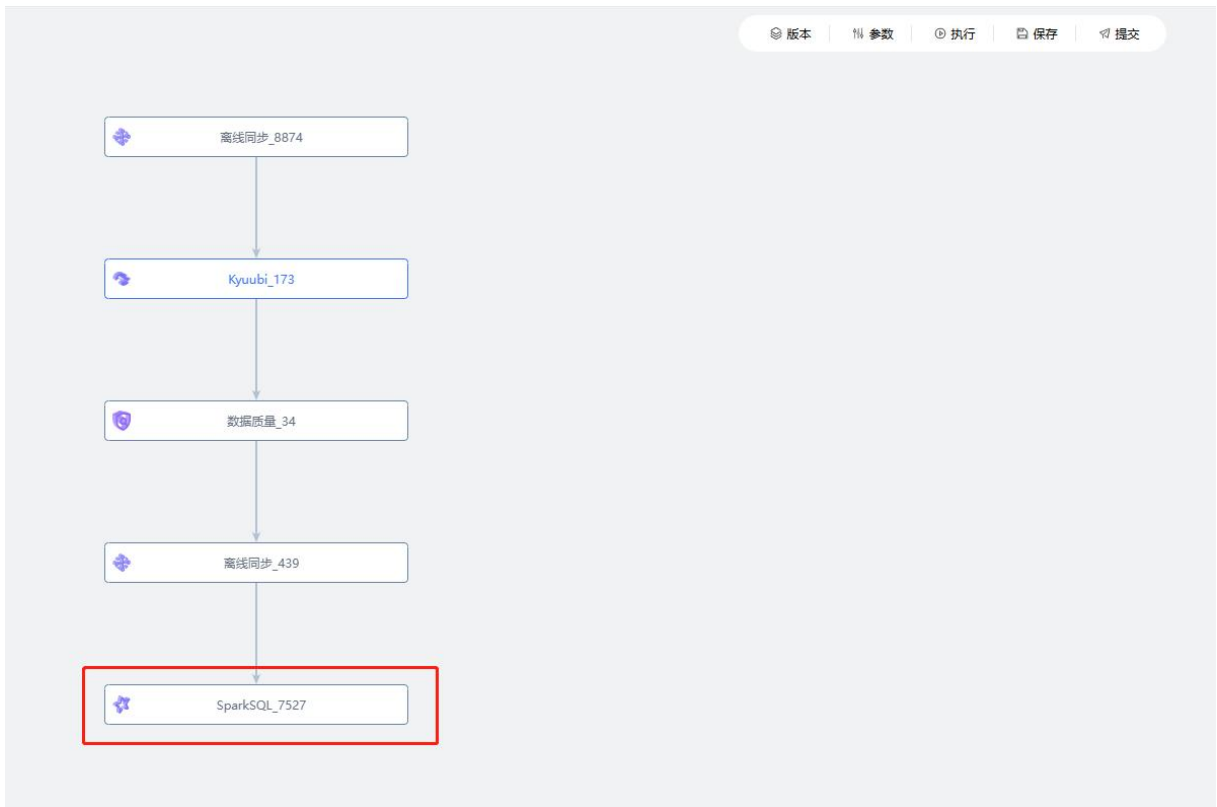 版本 参数 执行 保存 提交
离线同步_8874
Kyuubi_173
数据质量_34
离线同步_439
SparkSQL_7527